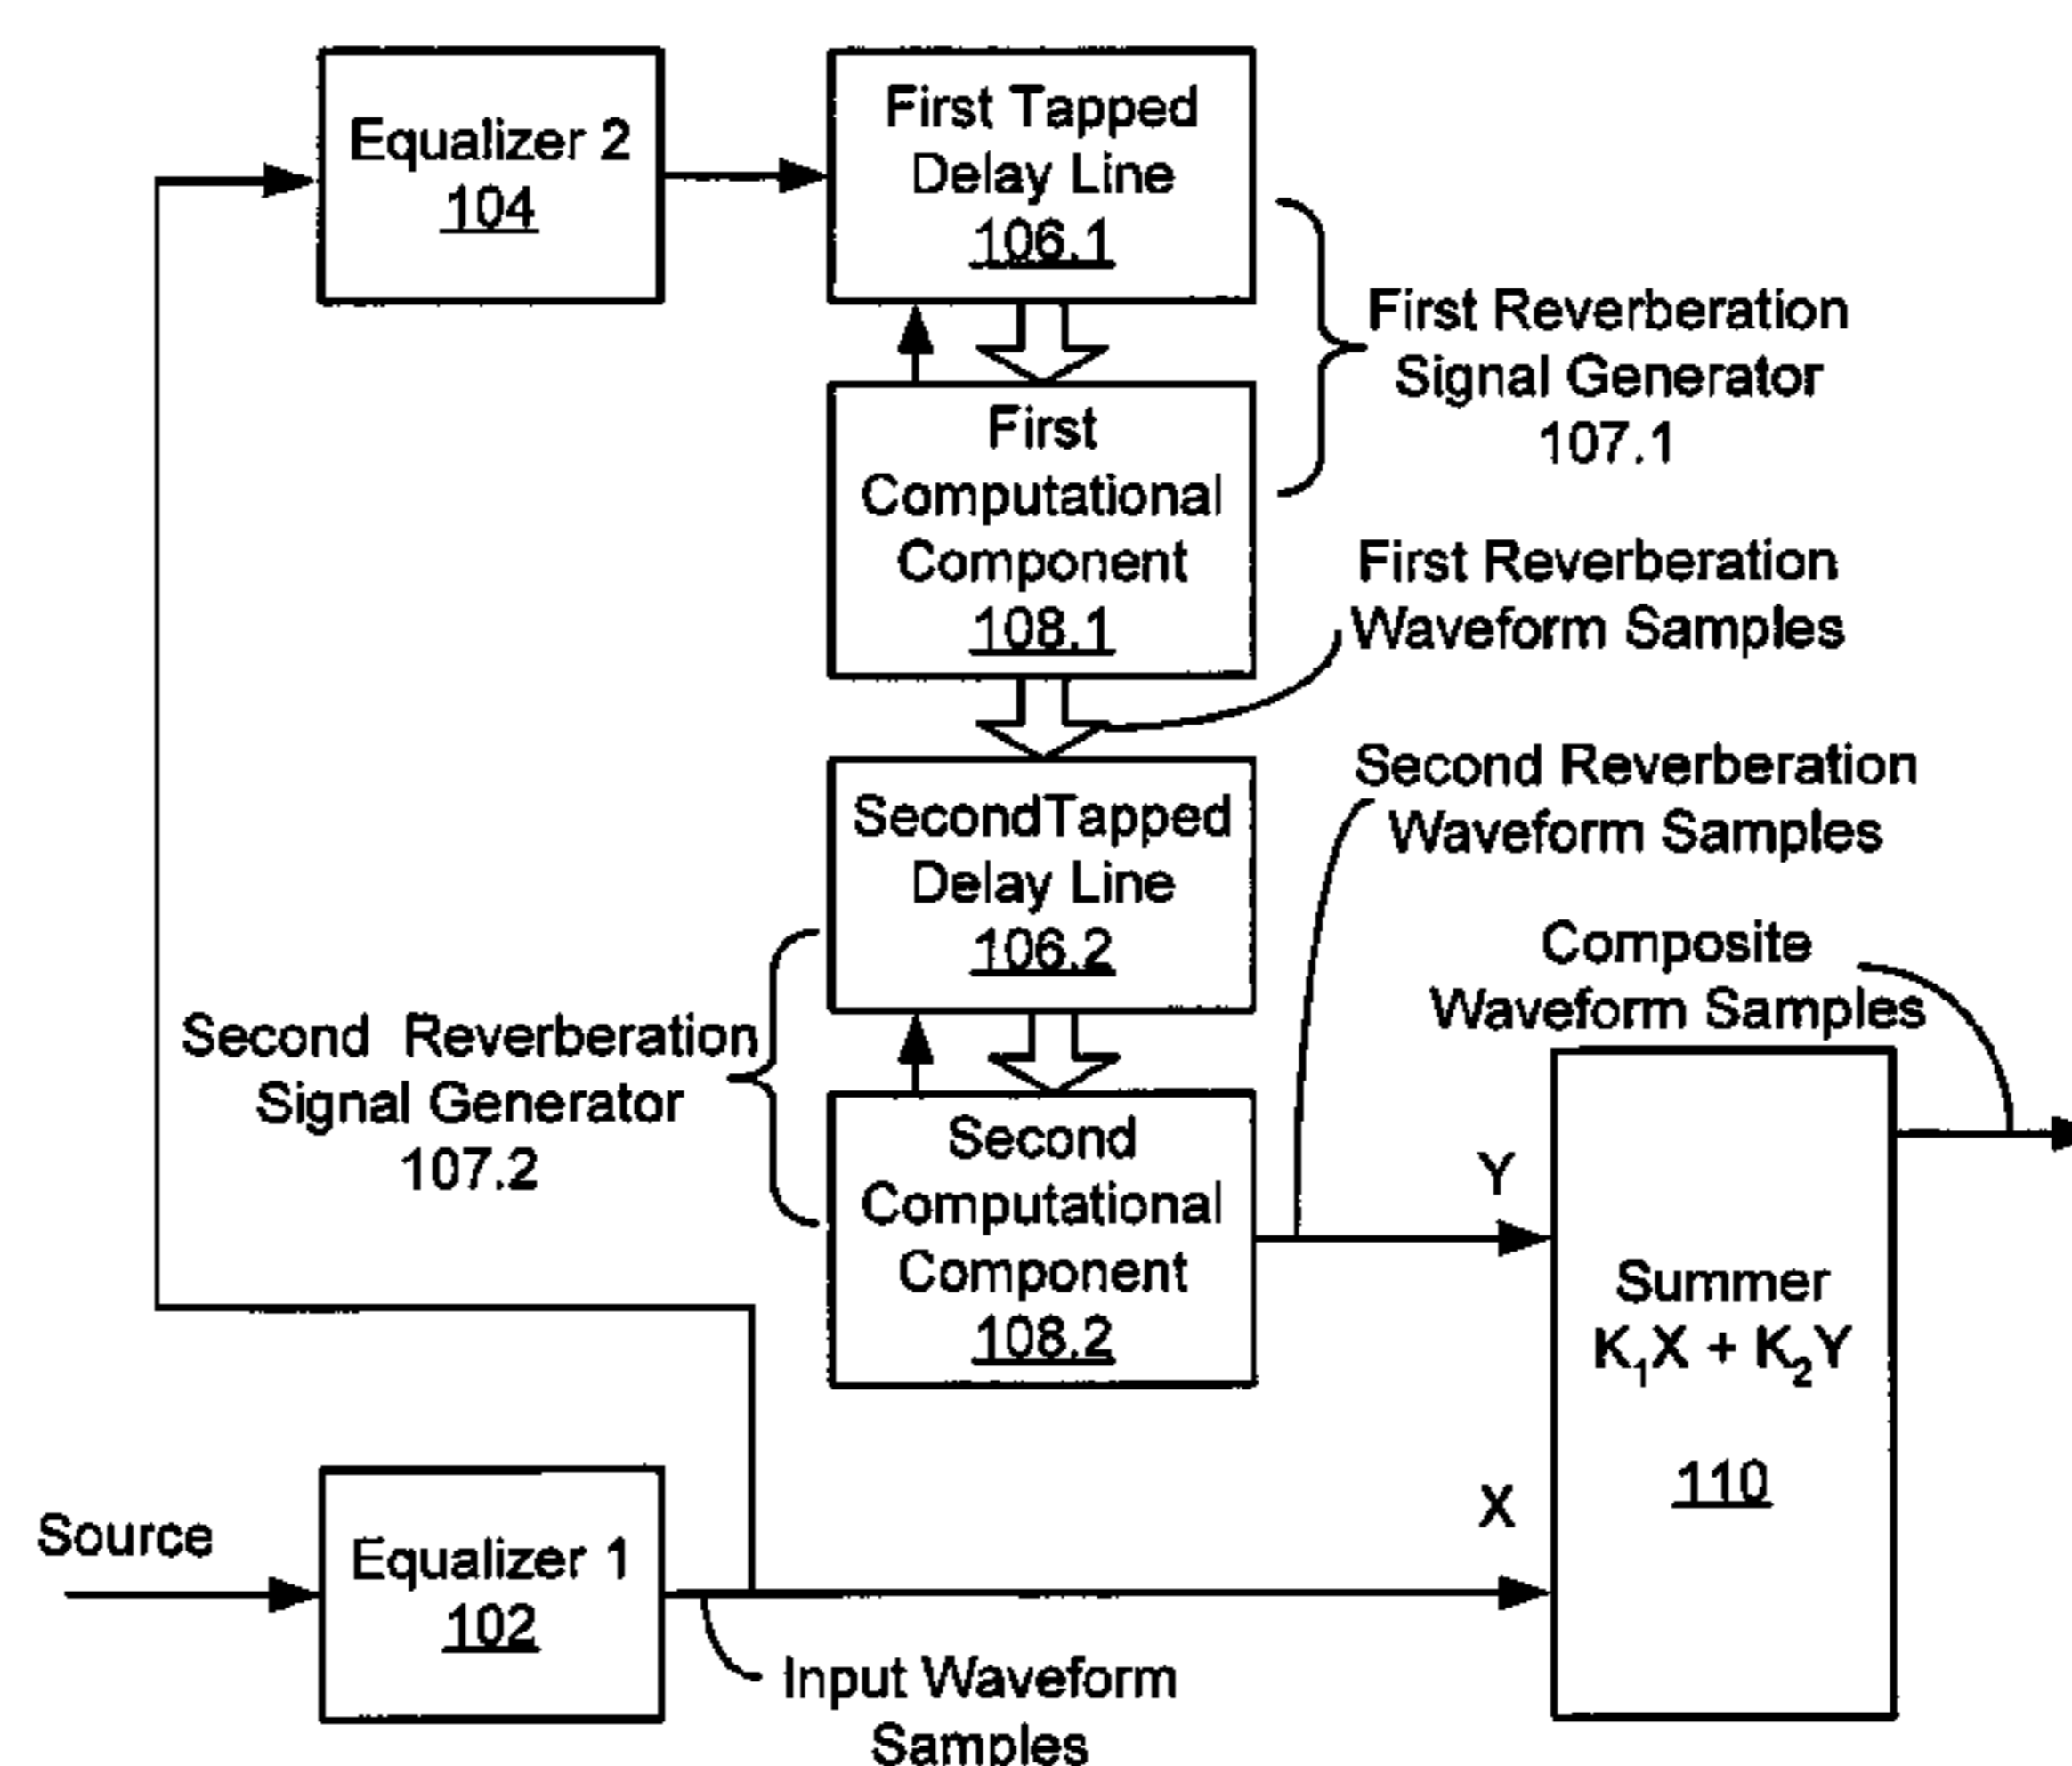 Equalizer 2
104
First Tapped
Delay Line
106.1
First Reverberation
Signal Generator
107.1
First
Computational
Component
108.1
First Reverberation
Waveform Samples
SecondTapped
Delay Line
106.2
Second Reverberation
Waveform Samples
Composite
Waveform Samples
Second Reverberation
Signal Generator
107.2
Second
Computational
Component
108.2
Y
Summer
K₁X + K₂Y
110
X
Source
Equalizer 1
102
Input Waveform
Samples